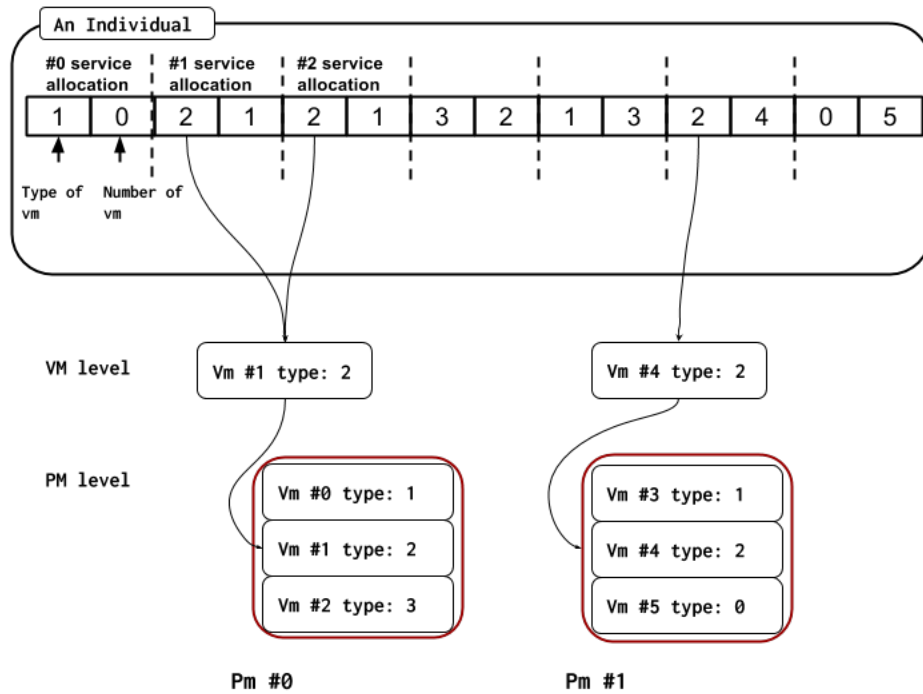 An Individual
#0 service allocation
#1 service allocation
#2 service allocation
1 0 2 1 2 1 3 2 1 3 2 4 0 5
Type of vm
Number of vm
VM level
Vm #1 type: 2
Vm #4 type: 2
PM level
Vm #0 type: 1
Vm #1 type: 2
Vm #2 type: 3
Vm #3 type: 1
Vm #4 type: 2
Vm #5 type: 0
Pm #0
Pm #1